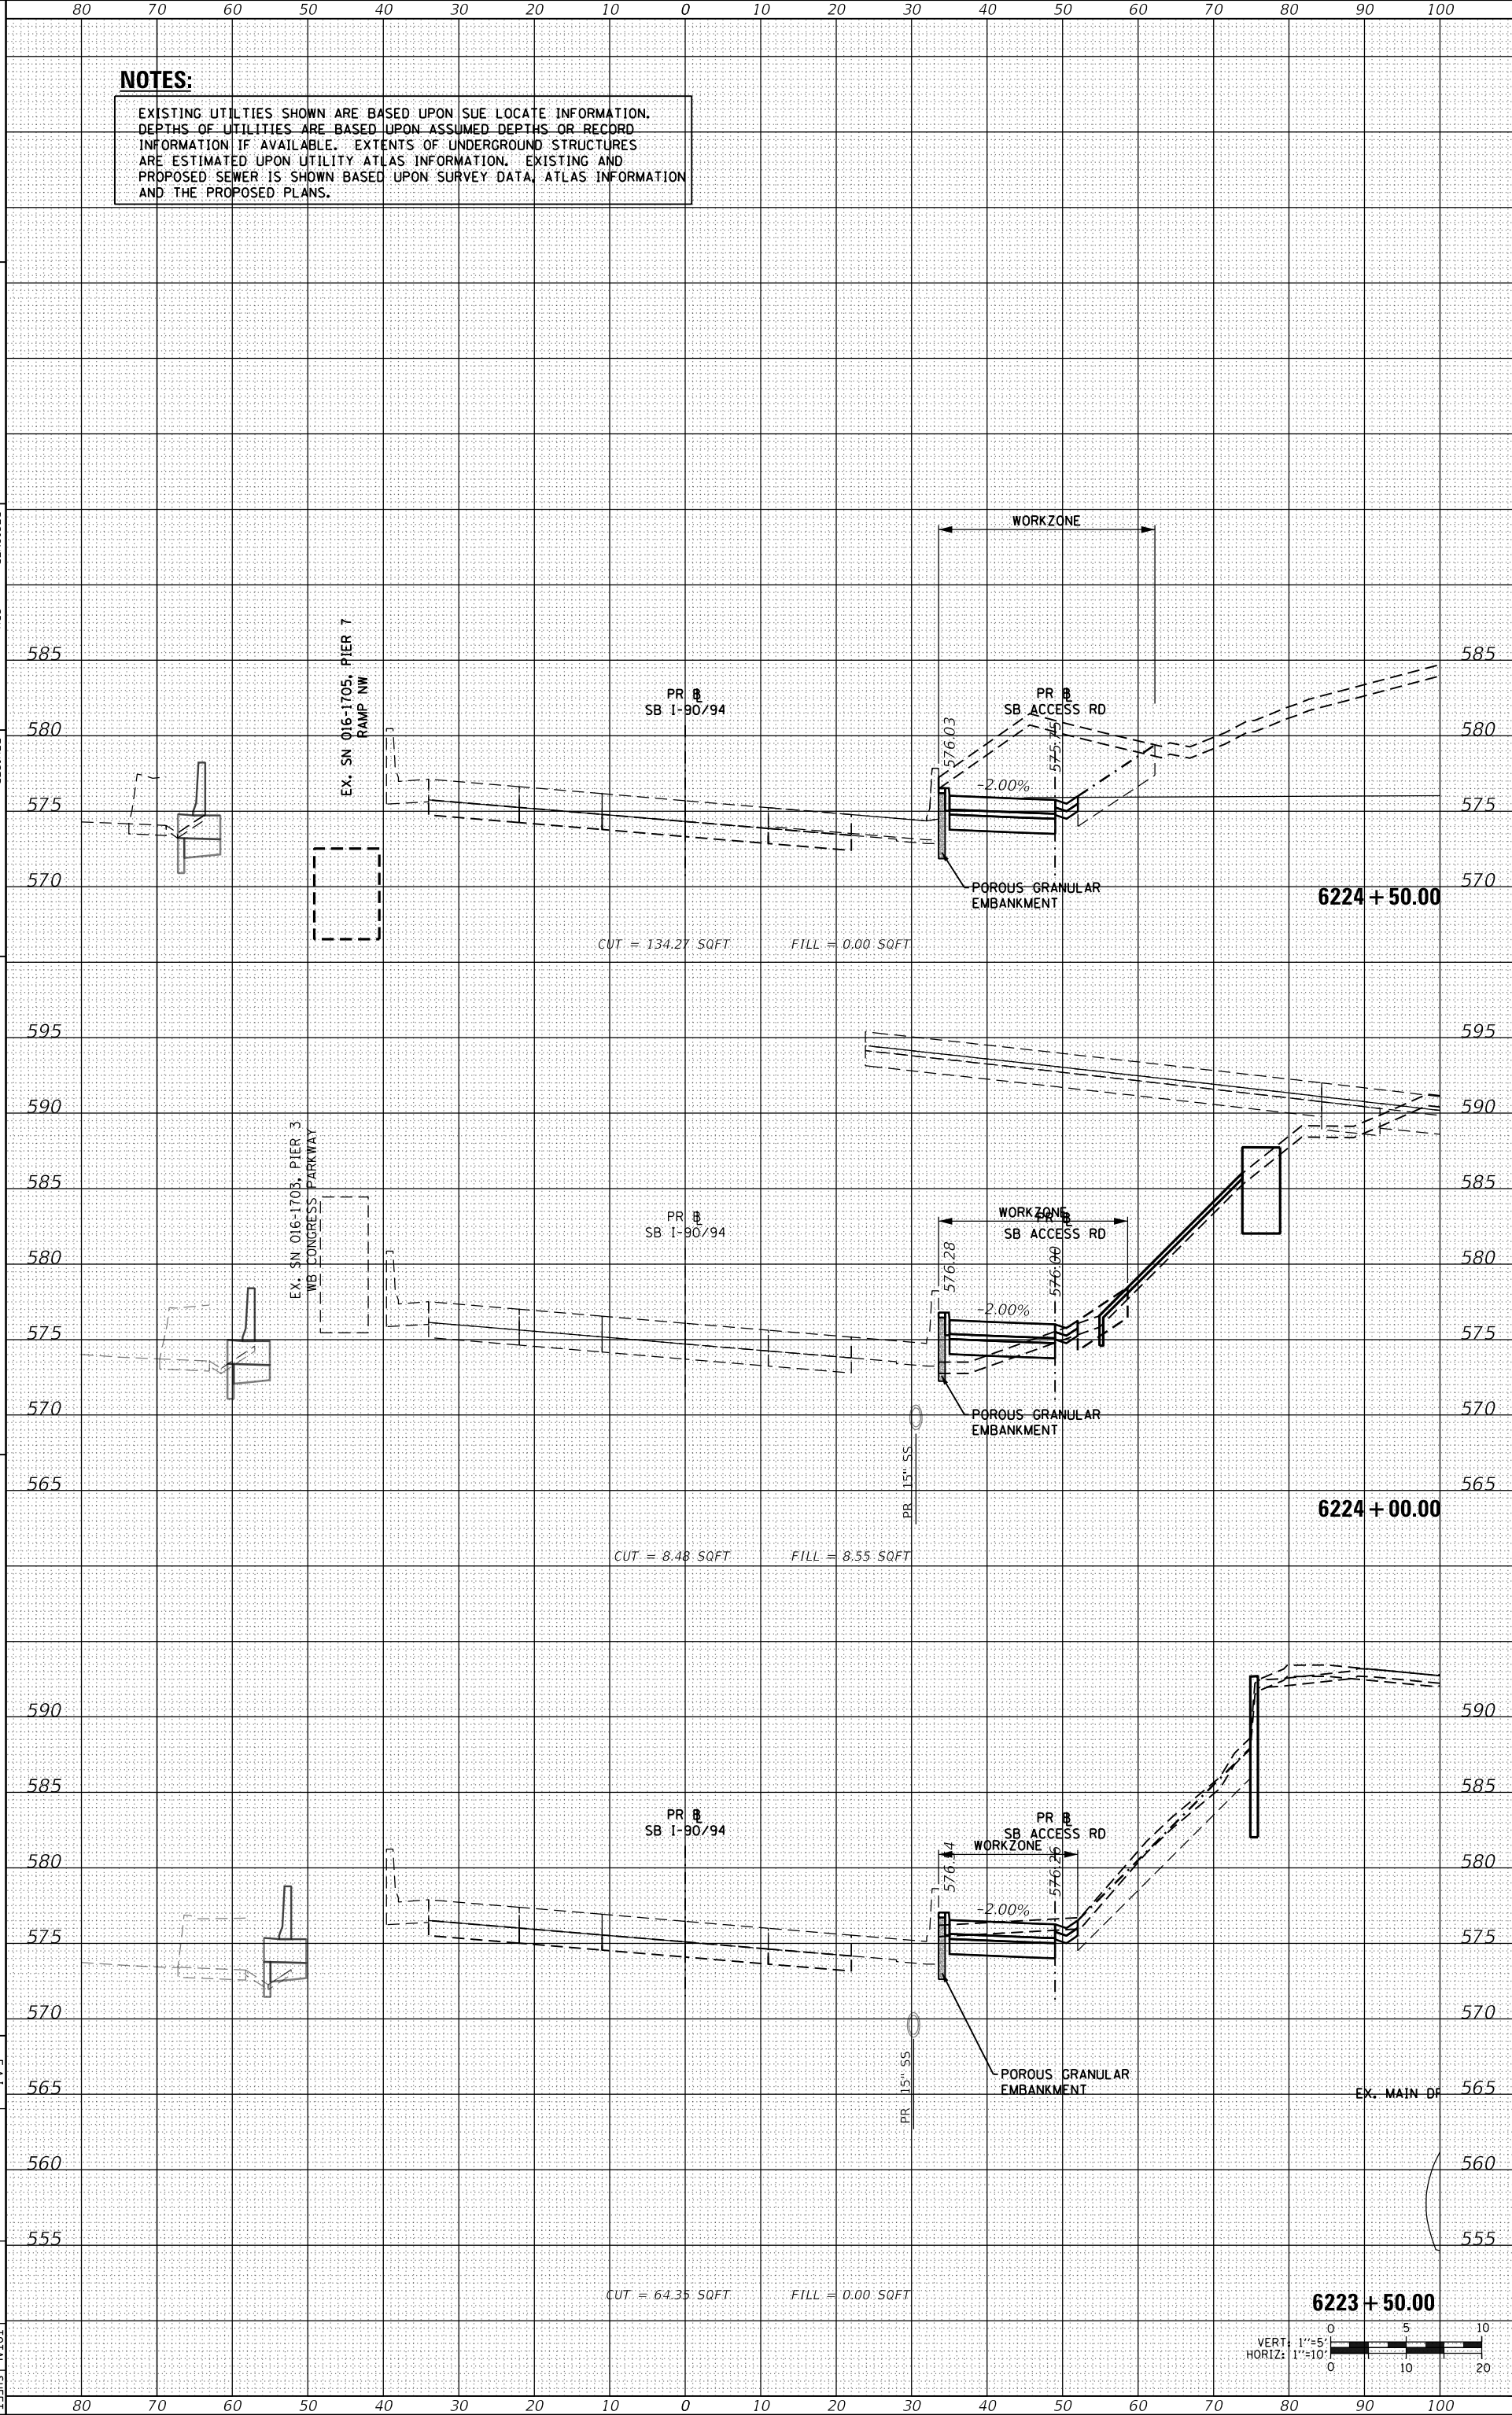 80 70 60 50 40 30 20 10 0 10 20 30 40 50 60 70 80 90 100
NOTES:
EXISTING UTILTIES SHOWN ARE BASED UPON SUE LOCATE INFORMATION.
DEPTHS OF UTILITIES ARE BASED UPON ASSUMED DEPTHS OR RECORD
INFORMATION IF AVAILABLE. EXTENTS OF UNDERGROUND STRUCTURES
ARE ESTIMATED UPON UTILITY ATLAS INFORMATION. EXISTING AND
PROPOSED SEWER IS SHOWN BASED UPON SURVEY DATA, ATLAS INFORMATION
AND THE PROPOSED PLANS.
WORKZONE
EX. SN 016-1705, PIER 7
RAMP NW
585 585
PR ℄ SB I-90/94
PR ℄ SB ACCESS RD
580 580
576.03
575.75
-2.00%
575 575
570 570
POROUS GRANULAR
EMBANKMENT
6224+50.00
CUT = 134.27 SQFT FILL = 0.00 SQFT
595 595
590 590
EX. SN 016-1703, PIER 3
WB CONGRESS PARKWAY
585 585
WORKZONE
PR ℄
SB I-90/94
PR ℄
SB ACCESS RD
580 580
576.28
576.00
-2.00%
575 575
570 570
POROUS GRANULAR
EMBANKMENT
PR 15" SS
565 565
6224+00.00
CUT = 8.48 SQFT FILL = 8.55 SQFT
590 590
585 585
PR ℄
SB I-90/94
PR ℄
SB ACCESS RD
WORKZONE
580 580
576.54
576.26
-2.00%
575 575
570 570
PR 15" SS
POROUS GRANULAR
EMBANKMENT
565 565
EX. MAIN
560 560
555 555
CUT = 64.35 SQFT FILL = 0.00 SQFT
6223+50.00
0 5 10
VERT: 1"=5'
HORIZ: 1"=10'
0 10 20
80 70 60 50 40 30 20 10 0 10 20 30 40 50 60 70 80 90 100